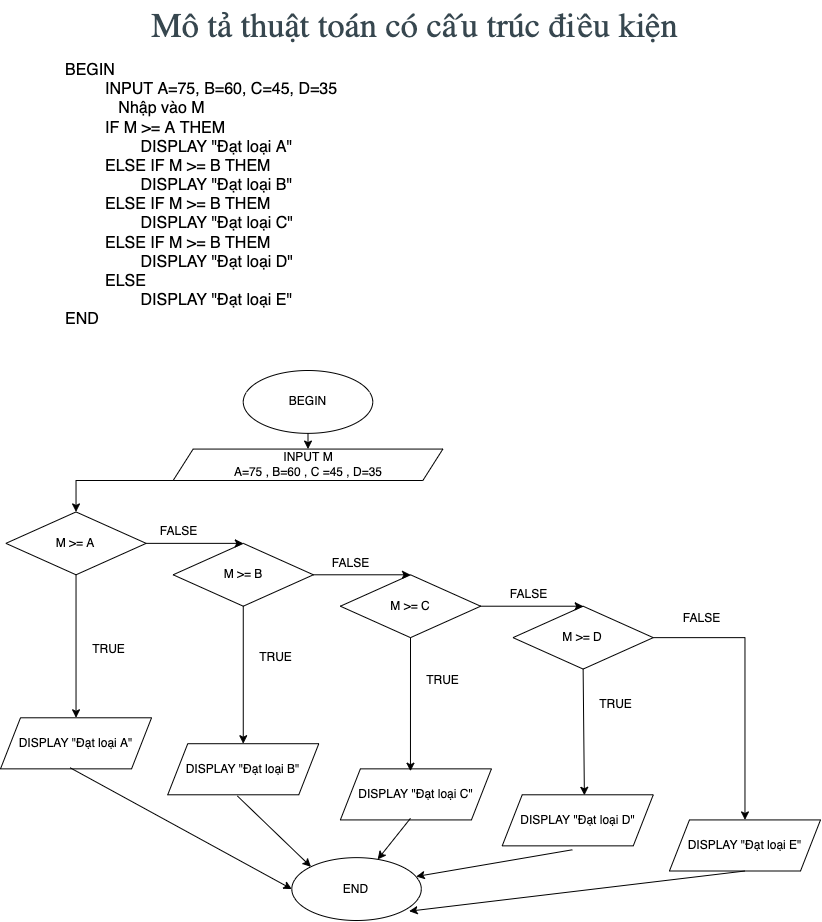 Mô tả thuật toán có cấu trúc điều kiện
BEGIN
INPUT A=75, B=60, C=45, D=35
Nhập vào M
IF M >= A THEM
DISPLAY "Đạt loại A"
ELSE IF M >= B THEM
DISPLAY "Đạt loại B"
ELSE IF M >= B THEM
DISPLAY "Đạt loại C"
ELSE IF M >= B THEM
DISPLAY "Đạt loại D"
ELSE
DISPLAY "Đạt loại E"
END
BEGIN
INPUT M
A=75 , B=60 , C =45 , D=35
M >= A
FALSE
M >= B
FALSE
M >= C
FALSE
M >= D
FALSE
TRUE
TRUE
TRUE
TRUE
DISPLAY "Đạt loại A"
DISPLAY "Đạt loại B"
DISPLAY "Đạt loại C"
DISPLAY "Đạt loại D"
DISPLAY "Đạt loại E"
END